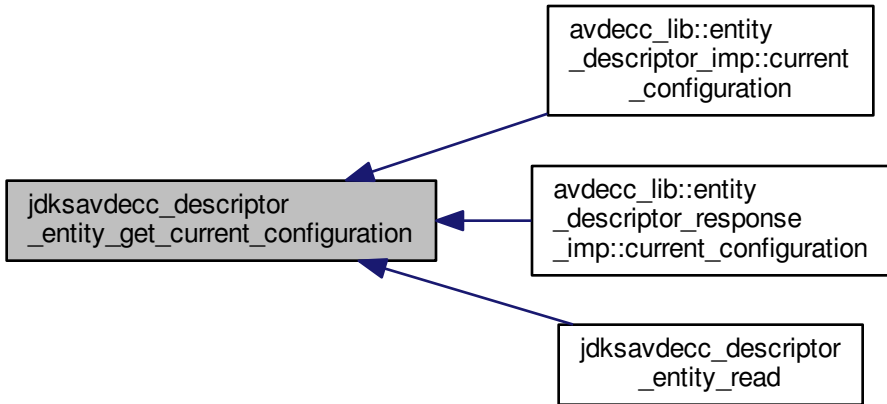 avdecc_lib::entity
_descriptor_imp::current
_configuration
jdksavdecc_descriptor
_entity_get_current_configuration
avdecc_lib::entity
_descriptor_response
_imp::current_configuration
jdksavdecc_descriptor
_entity_read